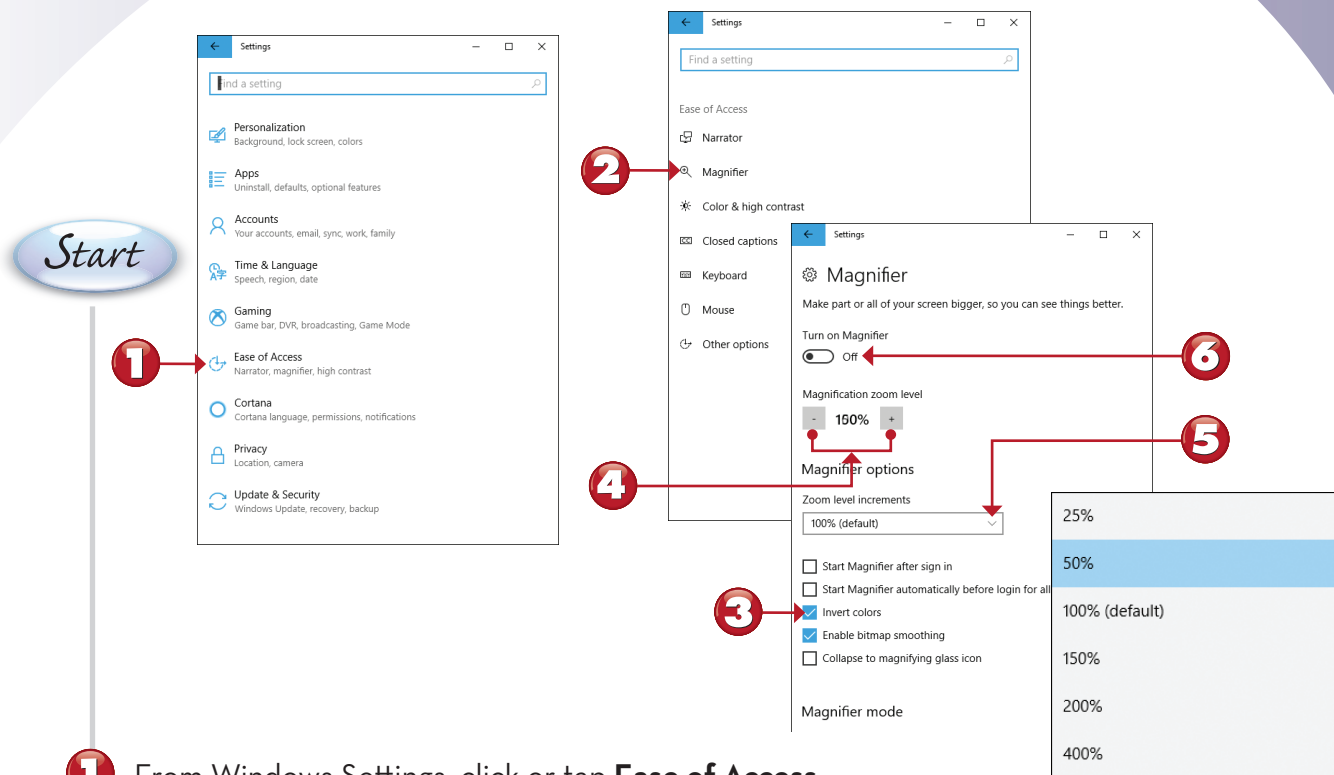 Settings
Find a setting
Personalization
Background, lock screen, colors
Apps
Uninstall, defaults, optional features
Accounts
Your accounts, email, sync, work, family
Time & Language
Speech, region, date
Gaming
Game bar, DVR, broadcasting, Game Mode
Ease of Access
Narrator, magnifier, high contrast
Cortana
Cortana language, permissions, notifications
Privacy
Location, camera
Update & Security
Windows Update, recovery, backup
Start
1
Settings
Find a setting
Ease of Access
Narrator
2
Magnifier
Color & high contrast
Closed captions
Keyboard
Mouse
Other options
Settings
Magnifier
Make part or all of your screen bigger, so you can see things better.
Turn on Magnifier
Off
6
Magnification zoom level
- 150% +
5
4
Magnifier options
Zoom level increments
100% (default)
Start Magnifier after sign in
Start Magnifier automatically before login for all
3
Invert colors
Enable bitmap smoothing
Collapse to magnifying glass icon
Magnifier mode
25%
50%
100% (default)
150%
200%
400%
1 From Windows Settings, click or tap Ease of Access